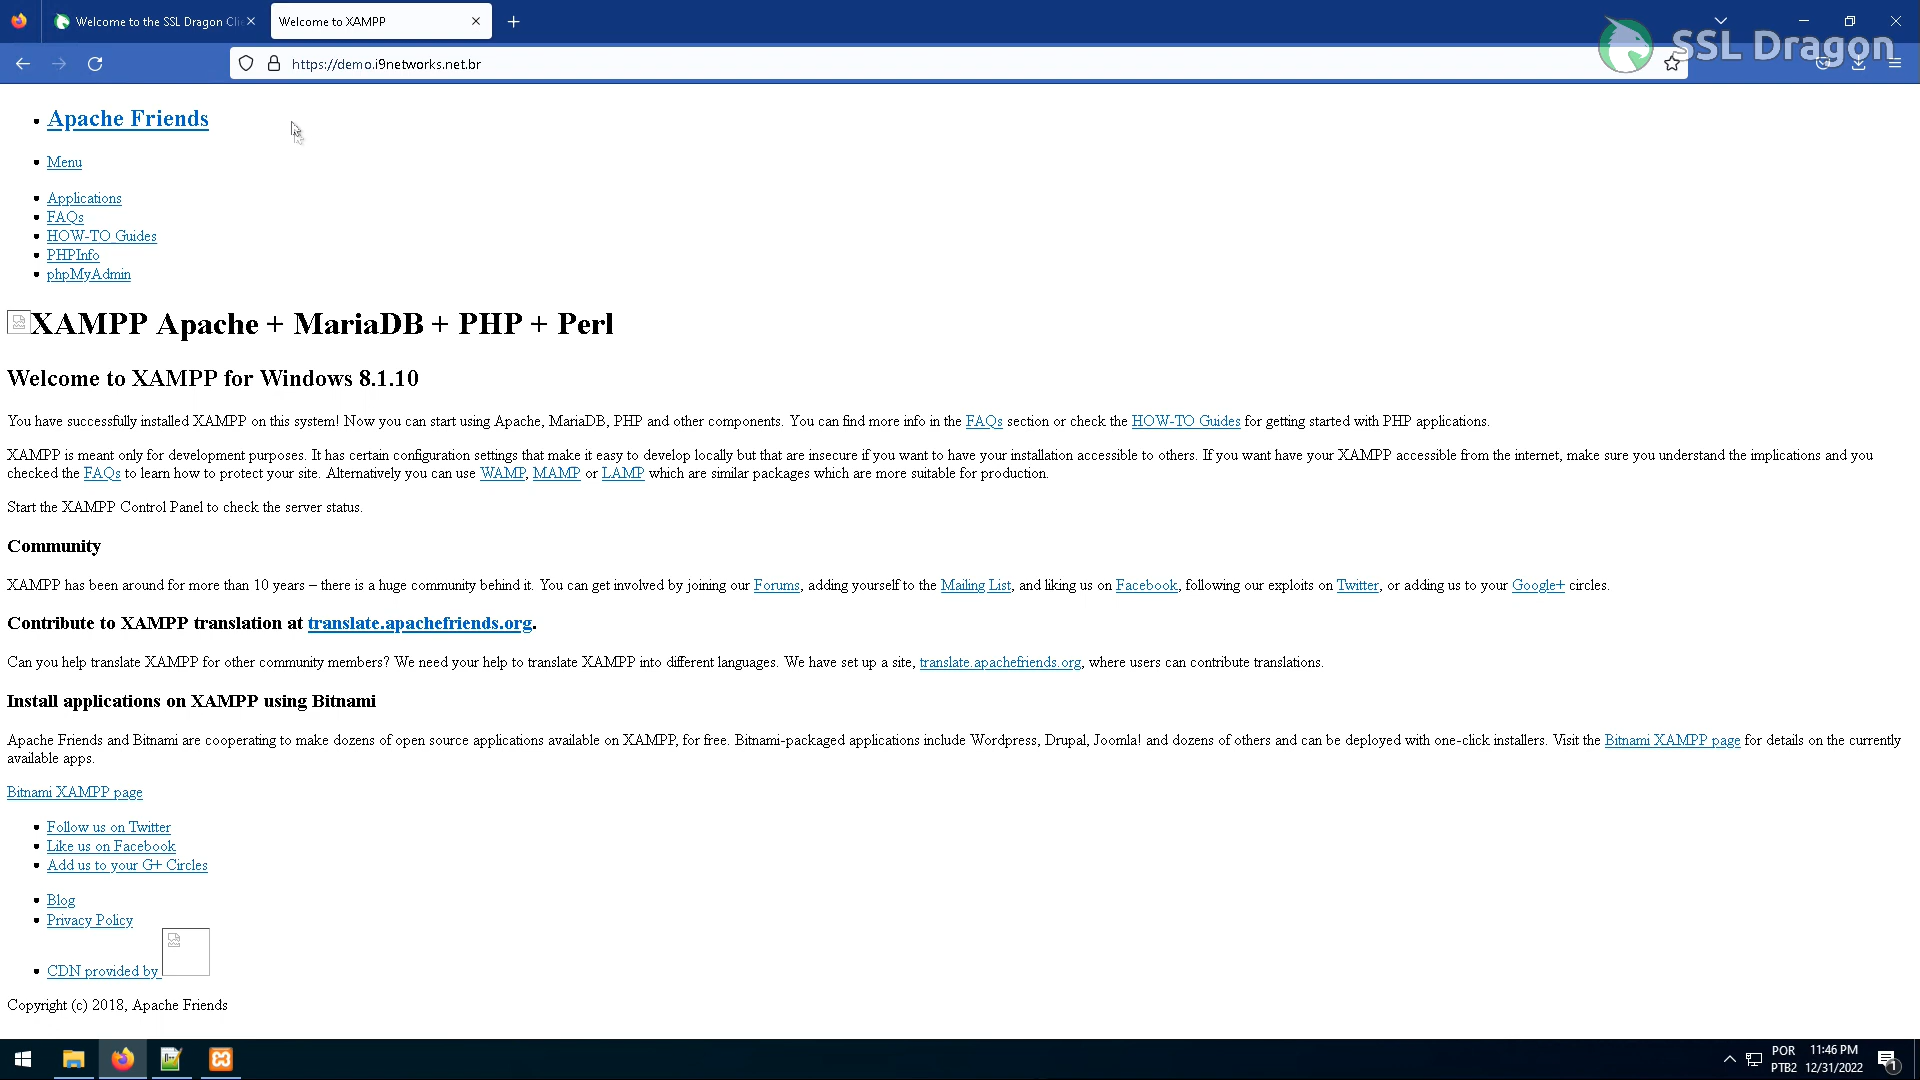 Welcome to the SSL Dragon Cli
Welcome to XAMPP
SSL Dragon
https://demo.i9networks.net.br
Apache Friends
Menu
Applications
FAQs
HOW-TO Guides
PHPInfo
phpMyAdmin
XAMPP Apache + MariaDB + PHP + Perl
Welcome to XAMPP for Windows 8.1.10
You have successfully installed XAMPP on this system! Now you can start using Apache, MariaDB, PHP and other components. You can find more info in the FAQs section or check the HOW-TO Guides for getting started with PHP applications.
XAMPP is meant only for development purposes. It has certain configuration settings that make it easy to develop locally but that are insecure if you want to have your installation accessible to others. If you want have your XAMPP accessible from the internet, make sure you understand the implications and you
checked the FAQs to learn how to protect your site. Alternatively you can use WAMP, MAMP or LAMP which are similar packages which are more suitable for production.
Start the XAMPP Control Panel to check the server status.
Community
XAMPP has been around for more than 10 years – there is a huge community behind it. You can get involved by joining our Forums, adding yourself to the Mailing List, and liking us on Facebook, following our exploits on Twitter, or adding us to your Google+ circles.
Contribute to XAMPP translation at translate.apachefriends.org.
Can you help translate XAMPP for other community members? We need your help to translate XAMPP into different languages. We have set up a site, translate.apachefriends.org, where users can contribute translations.
Install applications on XAMPP using Bitnami
Apache Friends and Bitnami are cooperating to make dozens of open source applications available on XAMPP, for free. Bitnami-packaged applications include Wordpress, Drupal, Joomla! and dozens of others and can be deployed with one-click installers. Visit the Bitnami XAMPP page for details on the currently
available apps.
Bitnami XAMPP page
Follow us on Twitter
Like us on Facebook
Add us to your G+ Circles
Blog
Privacy Policy
CDN provided by
Copyright (c) 2018, Apache Friends
POR 11:46 PM
PTB2 12/31/2022
1